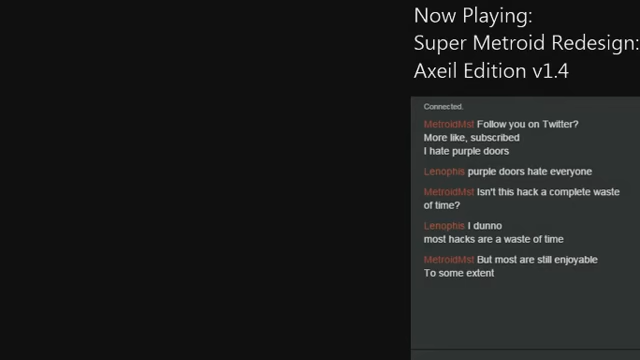 Now Playing:
Super Metroid Redesign:
Axeil Edition v1.4
Connected.
MetroidMst Follow you on Twitter?
More like, subscribed
I hate purple doors
Lenophis purple doors hate everyone
MetroidMst Isn't this hack a complete waste
of time?
Lenophis I dunno
most hacks are a waste of time
MetroidMst But most are still enjoyable
To some extent